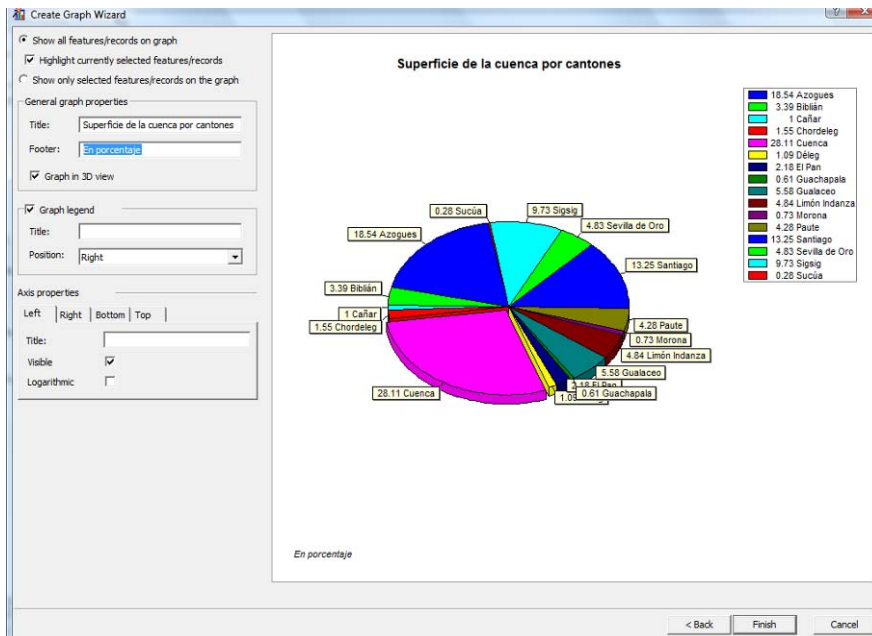 Create Graph Wizard
Show all features/records on graph
Highlight currently selected features/records
Show only selected features/records on the graph
General graph properties
Title: Superficie de la cuenca por cantones
Footer: En porcentaje
Graph in 3D view
Graph legend
Title:
Position: Right
Axis properties
Left Right Bottom Top
Title:
Visible
Logarithmic
Superficie de la cuenca por cantones
18.54 Azogues
3.39 Biblián
1 Cañar
1.55 Chordeleg
28.11 Cuenca
1.09 Déleg
2.18 El Pan
0.61 Guachapala
5.58 Gualaceo
4.84 Limón Indanza
0.73 Morona
4.28 Paute
13.25 Santiago
4.83 Sevilla de Oro
9.73 Sigsig
0.28 Sucúa
0.28 Sucúa
9.73 Sigsig
4.83 Sevilla de Oro
18.54 Azogues
13.25 Santiago
3.39 Biblián
1 Cañar
1.55 Chordeleg
4.28 Paute
0.73 Morona
4.84 Limón Indanza
5.58 Gualaceo
2.18 El Pan
28.11 Cuenca
1.09
0.61 Guachapala
En porcentaje
< Back Finish Cancel